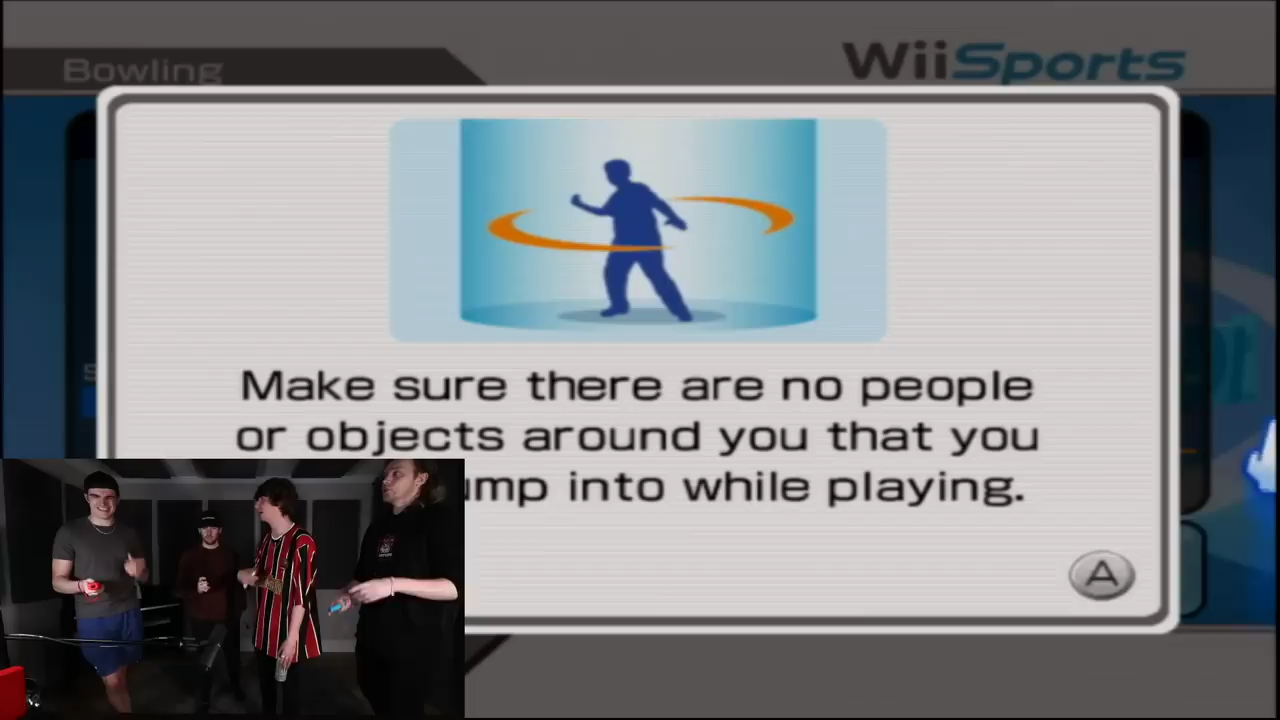 Bowling
WiiSports
Make sure there are no people
or objects around you that you
ump into while playing.
A